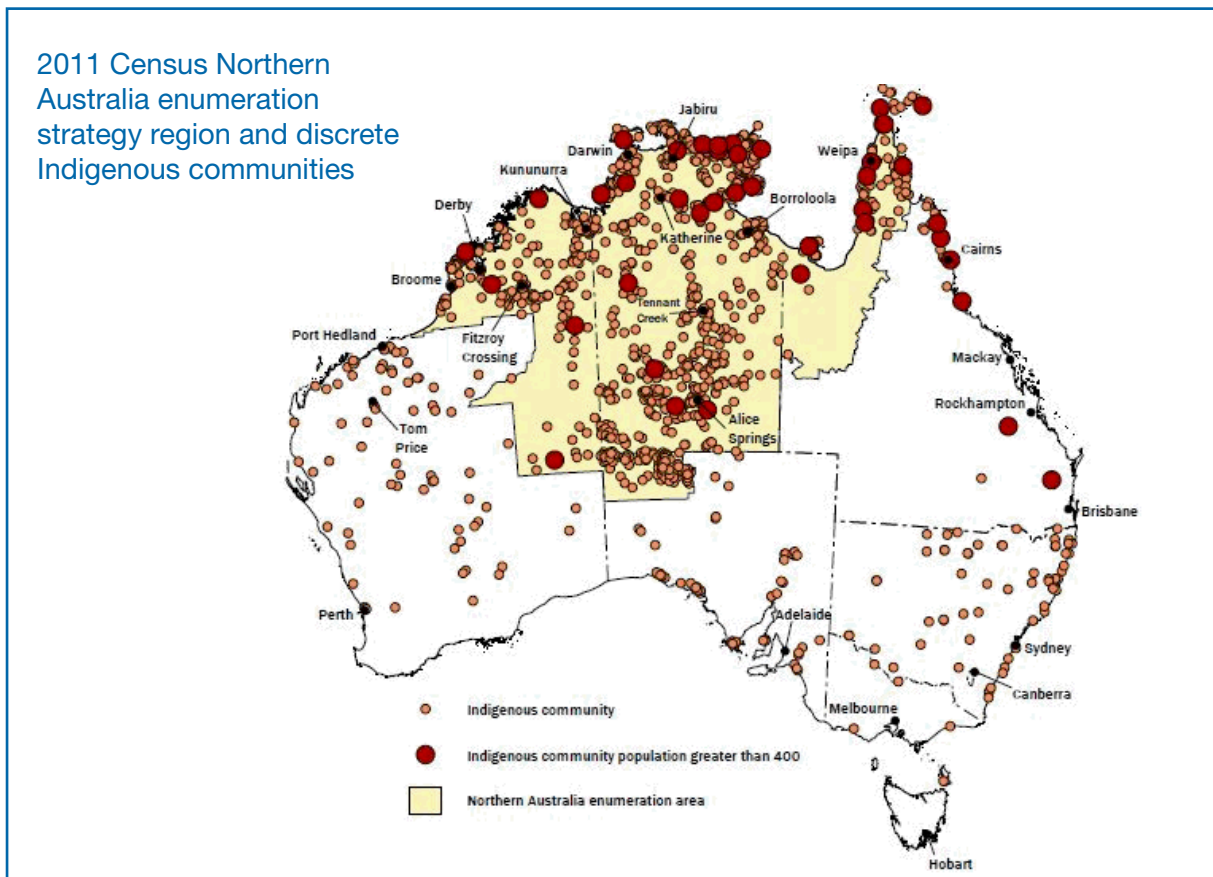 2011 Census Northern
Australia enumeration
strategy region and discrete
Indigenous communities
Jabiru
Darwin
Weipa
Kununurra
Derby
Borroloola
Katherine
Cairns
Broome
Tennant
Creek
Port Hedland
Fitzroy
Crossing
Mackay
Rockhampton
Tom
Price
Alice
Springs
Brisbane
Perth
Adelaide
Sydney
Canberra
Melbourne
Indigenous community
Indigenous community population greater than 400
Northern Australia enumeration area
Hobart